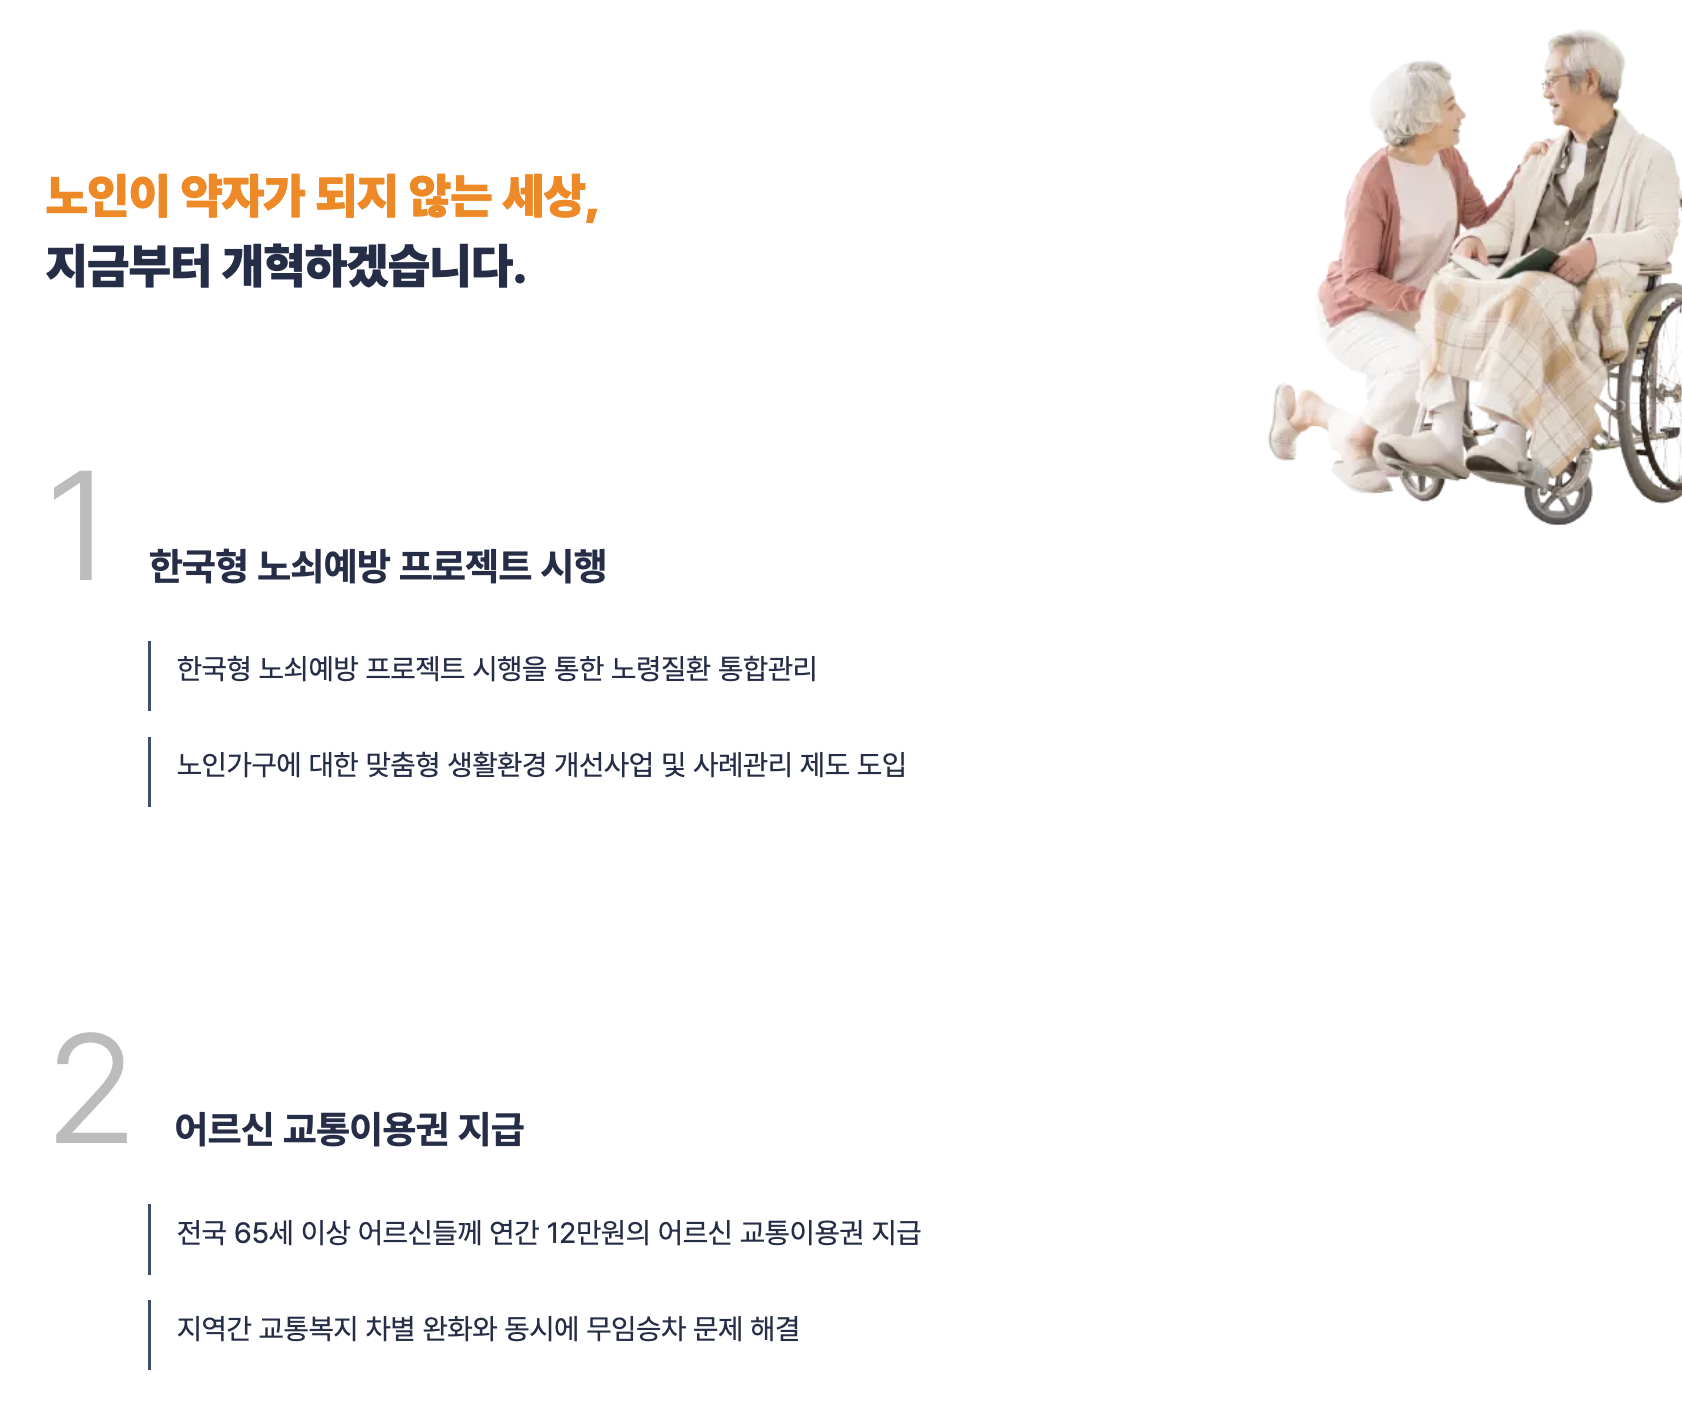 노인이 약자가 되지 않는 세상,
지금부터 개혁하겠습니다.
1
한국형 노쇠예방 프로젝트 시행
한국형 노쇠예방 프로젝트 시행을 통한 노령질환 통합관리
노인가구에 대한 맞춤형 생활환경 개선사업 및 사례관리 제도 도입
2
어르신 교통이용권 지급
전국 65세 이상 어르신들께 연간 12만원의 어르신 교통이용권 지급
지역간 교통복지 차별 완화와 동시에 무임승차 문제 해결